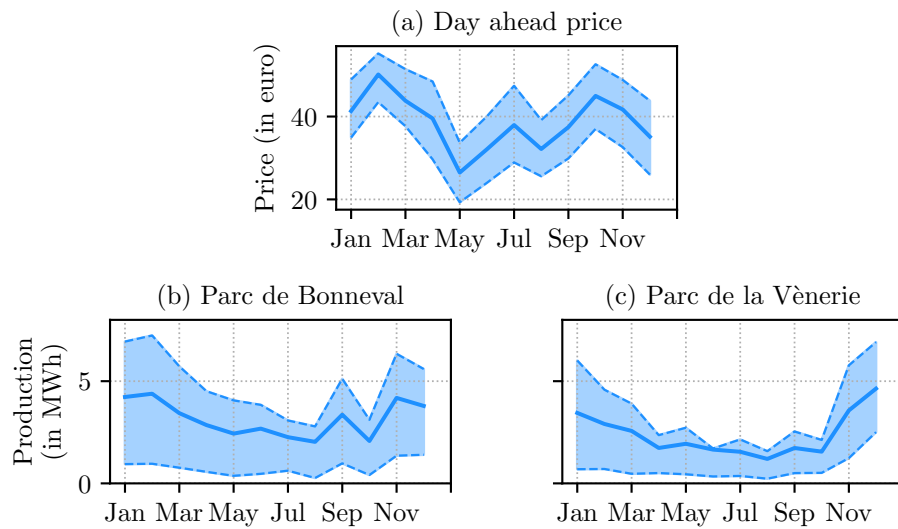 (a) Day ahead price
Price (in euro)
40
20
Jan Mar May Jul Sep Nov
(b) Parc de Bonneval
(c) Parc de la Vènerie
Production
(in MWh)
5
0
Jan Mar May Jul Sep Nov
Jan Mar May Jul Sep Nov